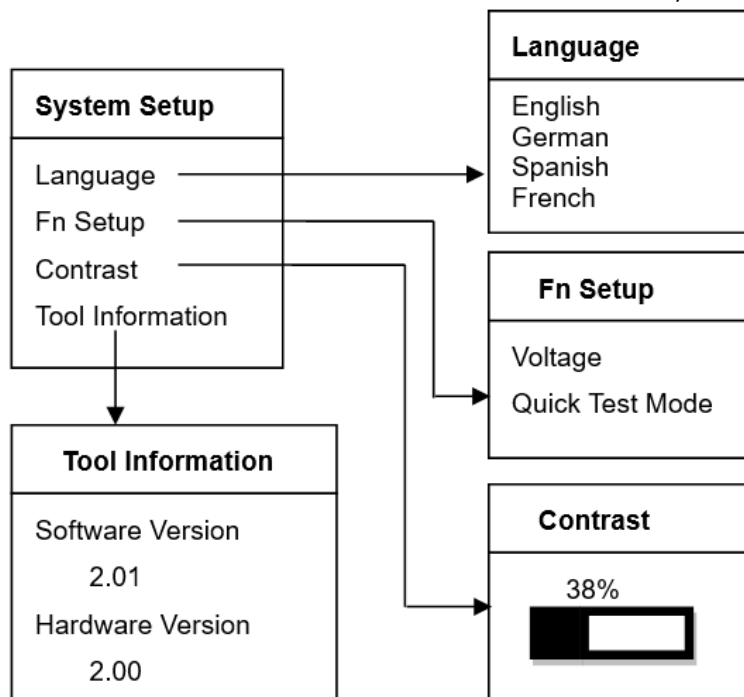 System Setup
Language
Fn Setup
Contrast
Tool Information
Language
English
German
Spanish
French
Fn Setup
Voltage
Quick Test Mode
Contrast
38%
Tool Information
Software Version
2.01
Hardware Version
2.00